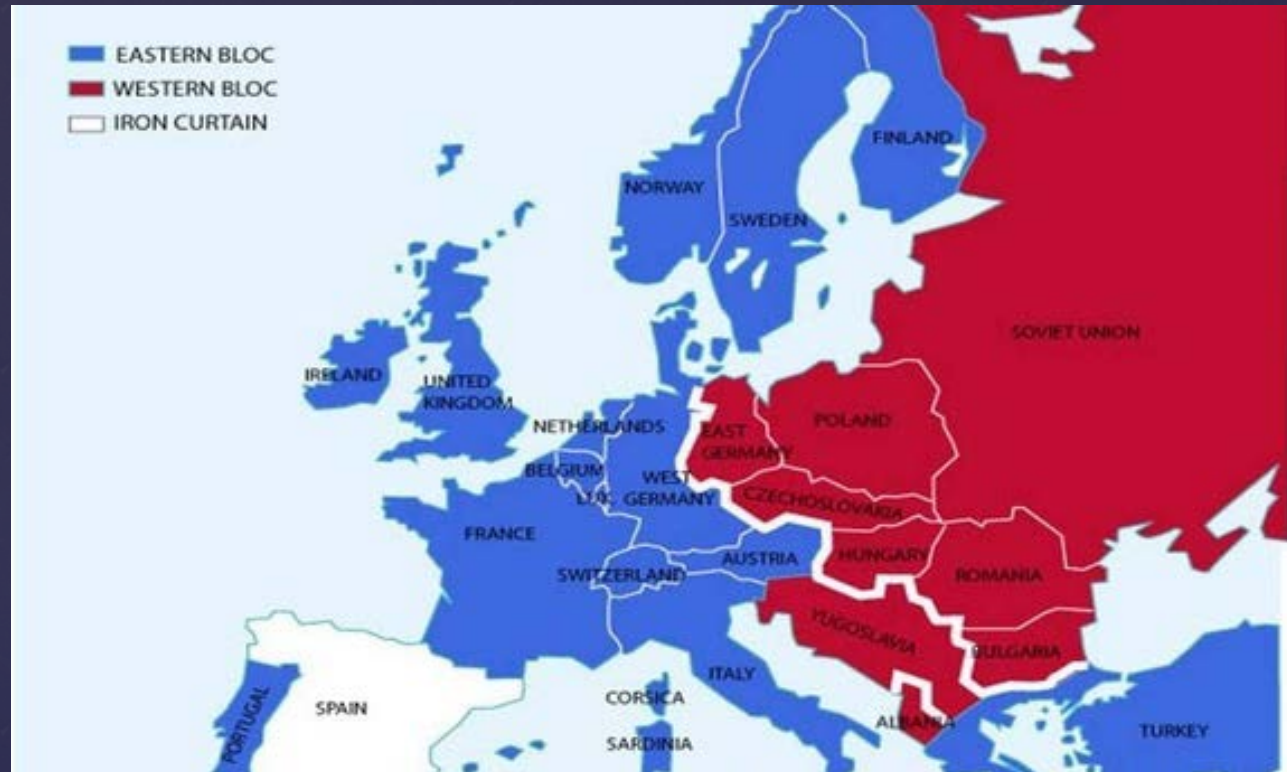 EASTERN BLOC
WESTERN BLOC
IRON CURTAIN
FINLAND
NORWAY
SWEDEN
SOVIET UNION
IRELAND
UNITED
KINGDOM
NETHERLANDS
POLAND
EAST
GERMANY
BELGIUM
WEST
GERMANY
LUX.
CZECHOSLOVAKIA
FRANCE
AUSTRIA
HUNGARY
SWITZERLAND
ROMANIA
YUGOSLAVIA
BULGARIA
ITALY
CORSICA
PORTUGAL
SPAIN
ALBANIA
TURKEY
SARDINIA